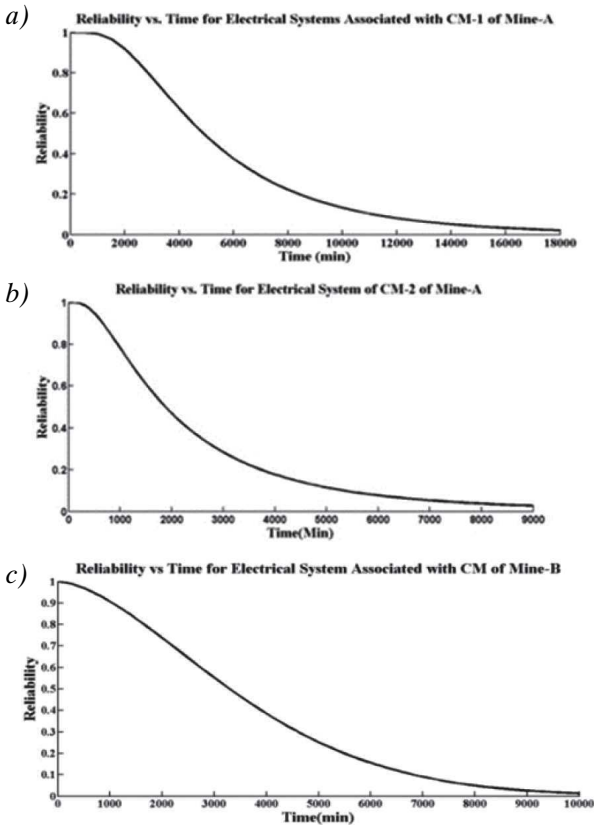 a)
Reliability vs. Time for Electrical Systems Associated with CM-1 of Mine-A
Reliability
1
0.8
0.6
0.4
0.2
0
0 2000 4000 6000 8000 10000 12000 14000 16000 18000
Time (min)
b)
Reliability vs. Time for Electrical System of CM-2 of Mine-A
Reliability
1
0.8
0.6
0.4
0.2
0
0 1000 2000 3000 4000 5000 6000 7000 8000 9000
Time(Min)
c)
Reliability vs Time for Electrical System Associated with CM of Mine-B
Reliability
1
0.9
0.8
0.7
0.6
0.5
0.4
0.3
0.2
0.1
0
0 1000 2000 3000 4000 5000 6000 7000 8000 9000 10000
Time(min)